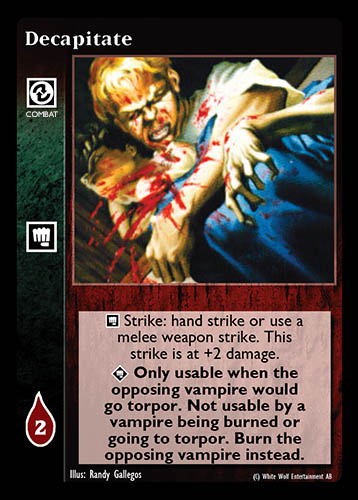 Decapitate
COMBAT
2
Strike: hand strike or use a
melee weapon strike. This
strike is at +2 damage.
Only usable when the
opposing vampire would
go torpor. Not usable by a
vampire being burned or
going to torpor. Burn the
opposing vampire instead.
Illus: Randy Gallegos
(C) White Wolf Entertainment AB